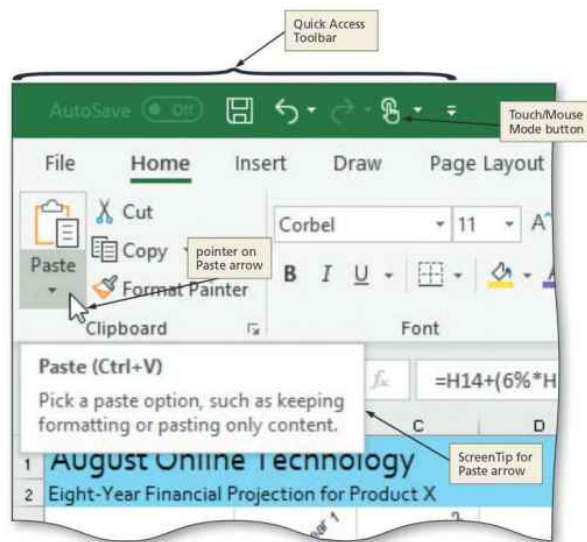 Quick Access
Toolbar
AutoSave Off
Touch/Mouse
Mode button
File Home Insert Draw Page Layout
Cut
Copy
Format Painter
Paste
Clipboard
Corbel 11 A
B I U
Font
pointer on
Paste arrow
Paste (Ctrl+V)
Pick a paste option, such as keeping
formatting or pasting only content.
fx =H14+(6%*H
C D
ScreenTip for
Paste arrow
1 August Online Technology
2 Eight-Year Financial Projection for Product X